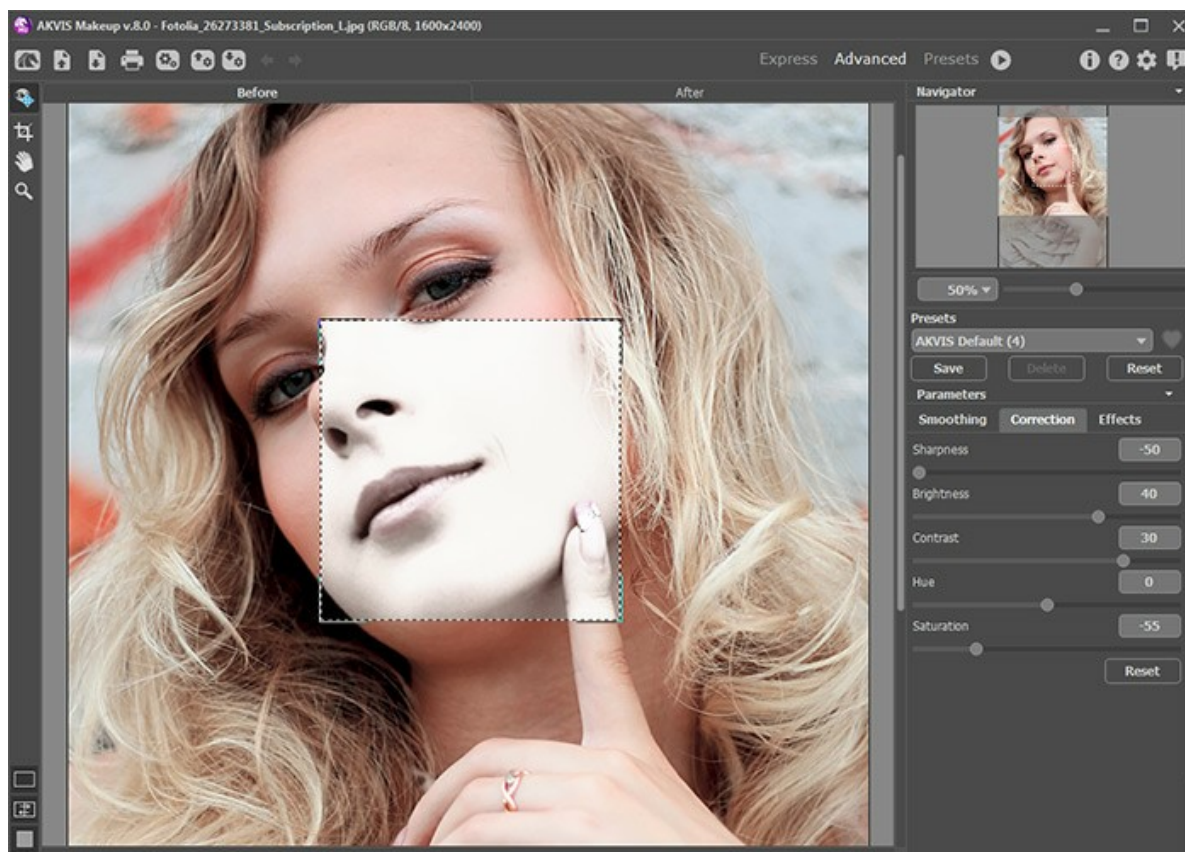 AKVIS Makeup v.8.0 - Fotolia_26273381_Subscription_L.jpg (RGB/8, 1600x2400)
Express Advanced Presets
Before After
Navigator
50%
Presets
AKVIS Default (4)
Save Delete Reset
Parameters
Smoothing Correction Effects
Sharpness -50
Brightness 40
Contrast 30
Hue 0
Saturation -55
Reset